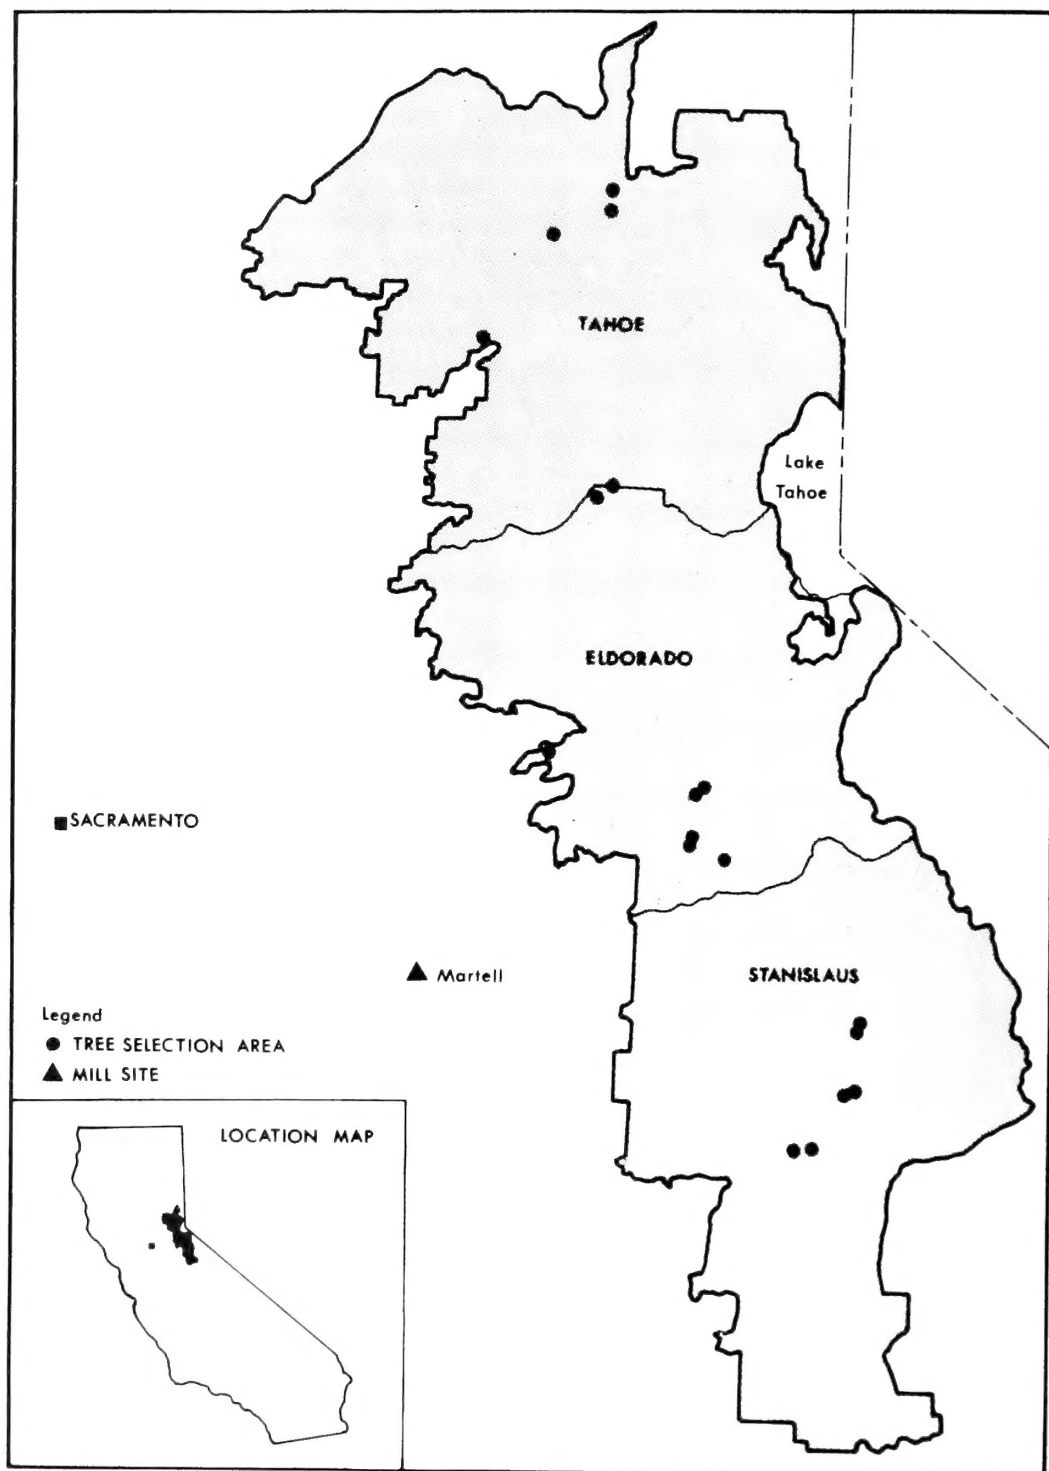 TAHOE
Lake
Tahoe
ELDORADO
SACRAMENTO
Martell
STANISLAUS
Legend
TREE SELECTION AREA
MILL SITE
LOCATION MAP